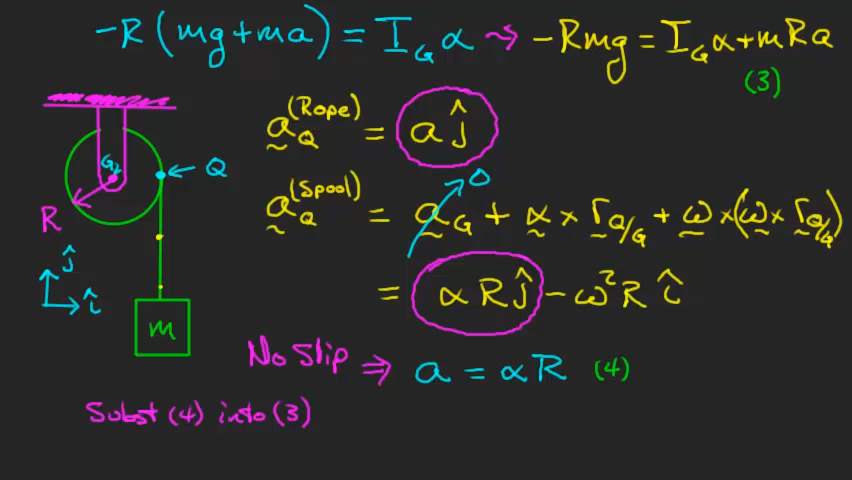 -R(mg+ma) = I_G α ⇝ -Rmg = I_G α+mRa
(3)
a_Q^(Rope) = a ĵ
G
Q
R
a_Q^(Spool) = a_G + α × r_Q/G + ω × (ω × r_Q/G)
0
= αRĵ - ω²R î
ĵ
î
m
No Slip ⇒ a = αR (4)
Subst (4) into (3)